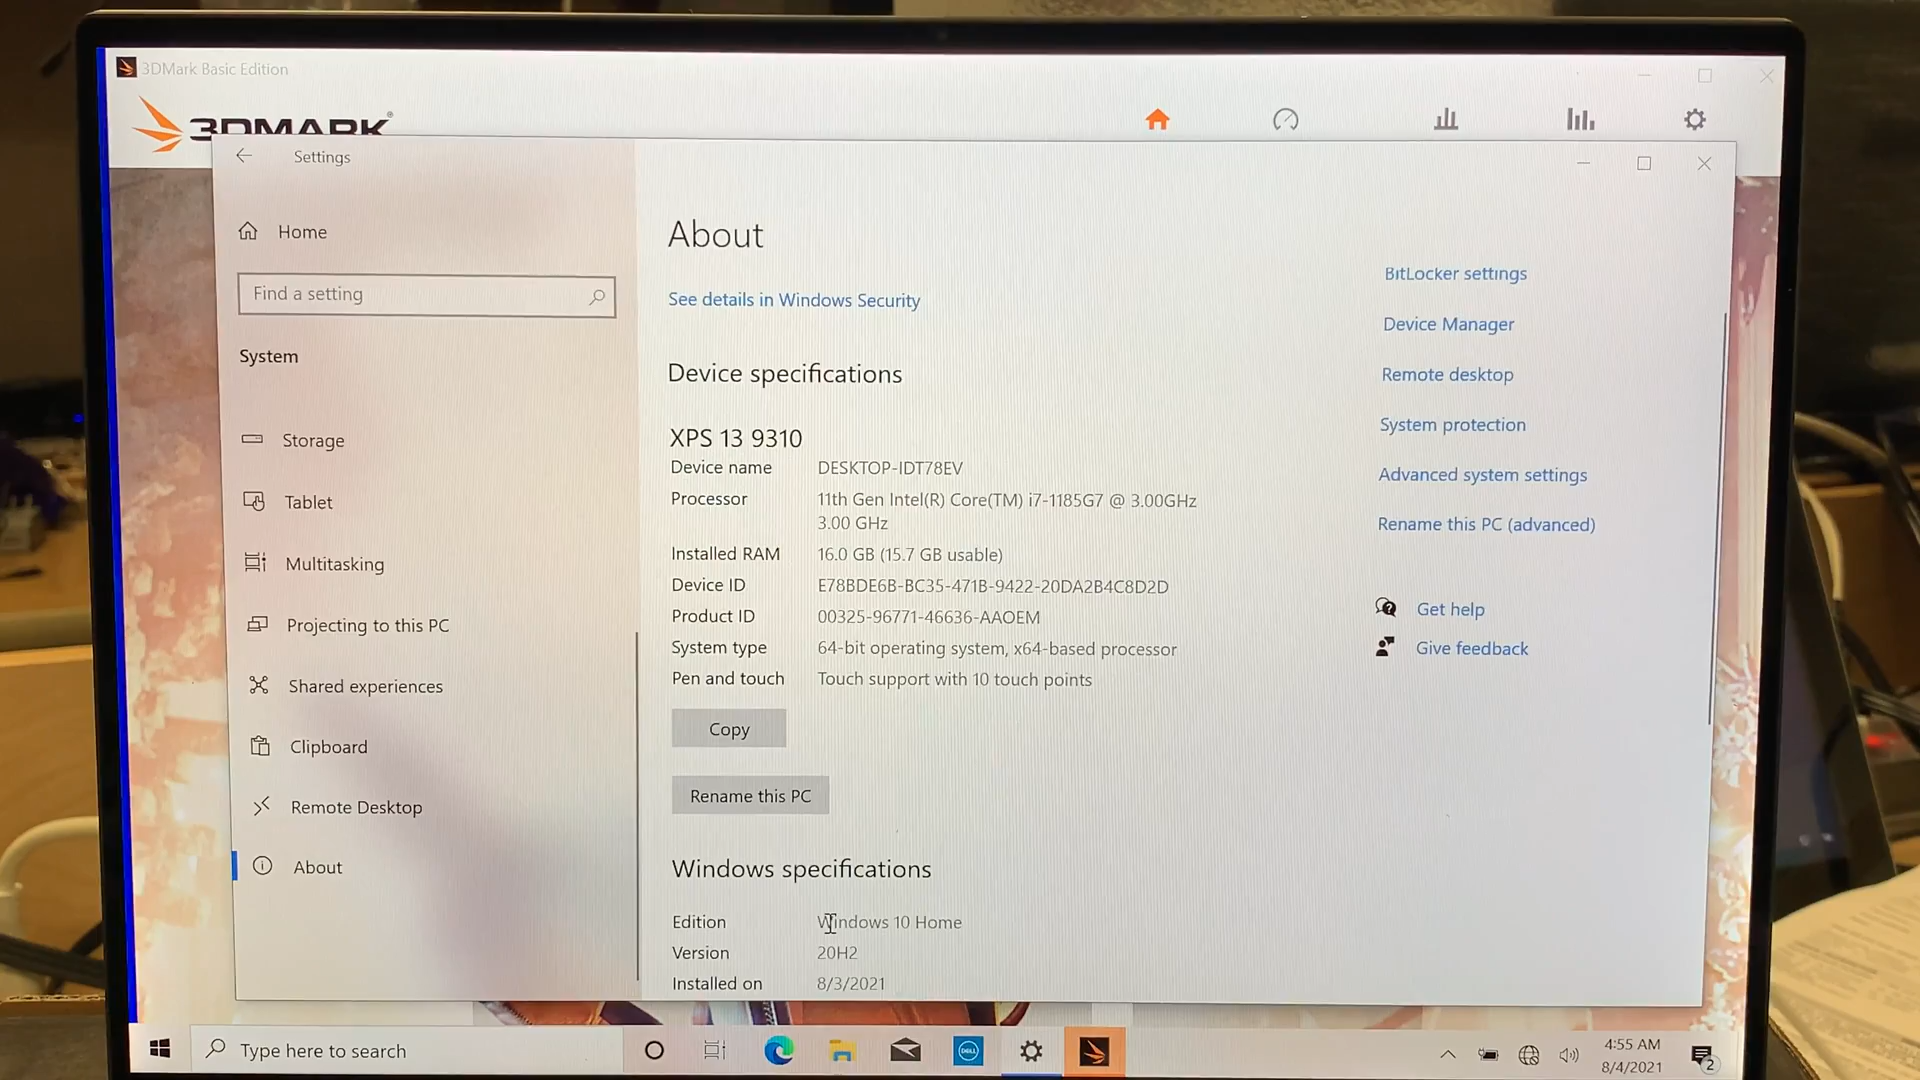 3DMark Basic Edition
3DMARK
Settings
Home
Find a setting
System
Storage
Tablet
Multitasking
Projecting to this PC
Shared experiences
Clipboard
Remote Desktop
About
About
See details in Windows Security
Device specifications
XPS 13 9310
Device name DESKTOP-IDT78EV
Processor 11th Gen Intel(R) Core(TM) i7-1185G7 @ 3.00GHz
3.00 GHz
Installed RAM 16.0 GB (15.7 GB usable)
Device ID E78BDE6B-BC35-471B-9422-20DA2B4C8D2D
Product ID 00325-96771-46636-AAOEM
System type 64-bit operating system, x64-based processor
Pen and touch Touch support with 10 touch points
Copy
Rename this PC
Windows specifications
Edition Windows 10 Home
Version 20H2
Installed on 8/3/2021
BitLocker settings
Device Manager
Remote desktop
System protection
Advanced system settings
Rename this PC (advanced)
Get help
Give feedback
Type here to search
DELL
4:55 AM
8/4/2021
2